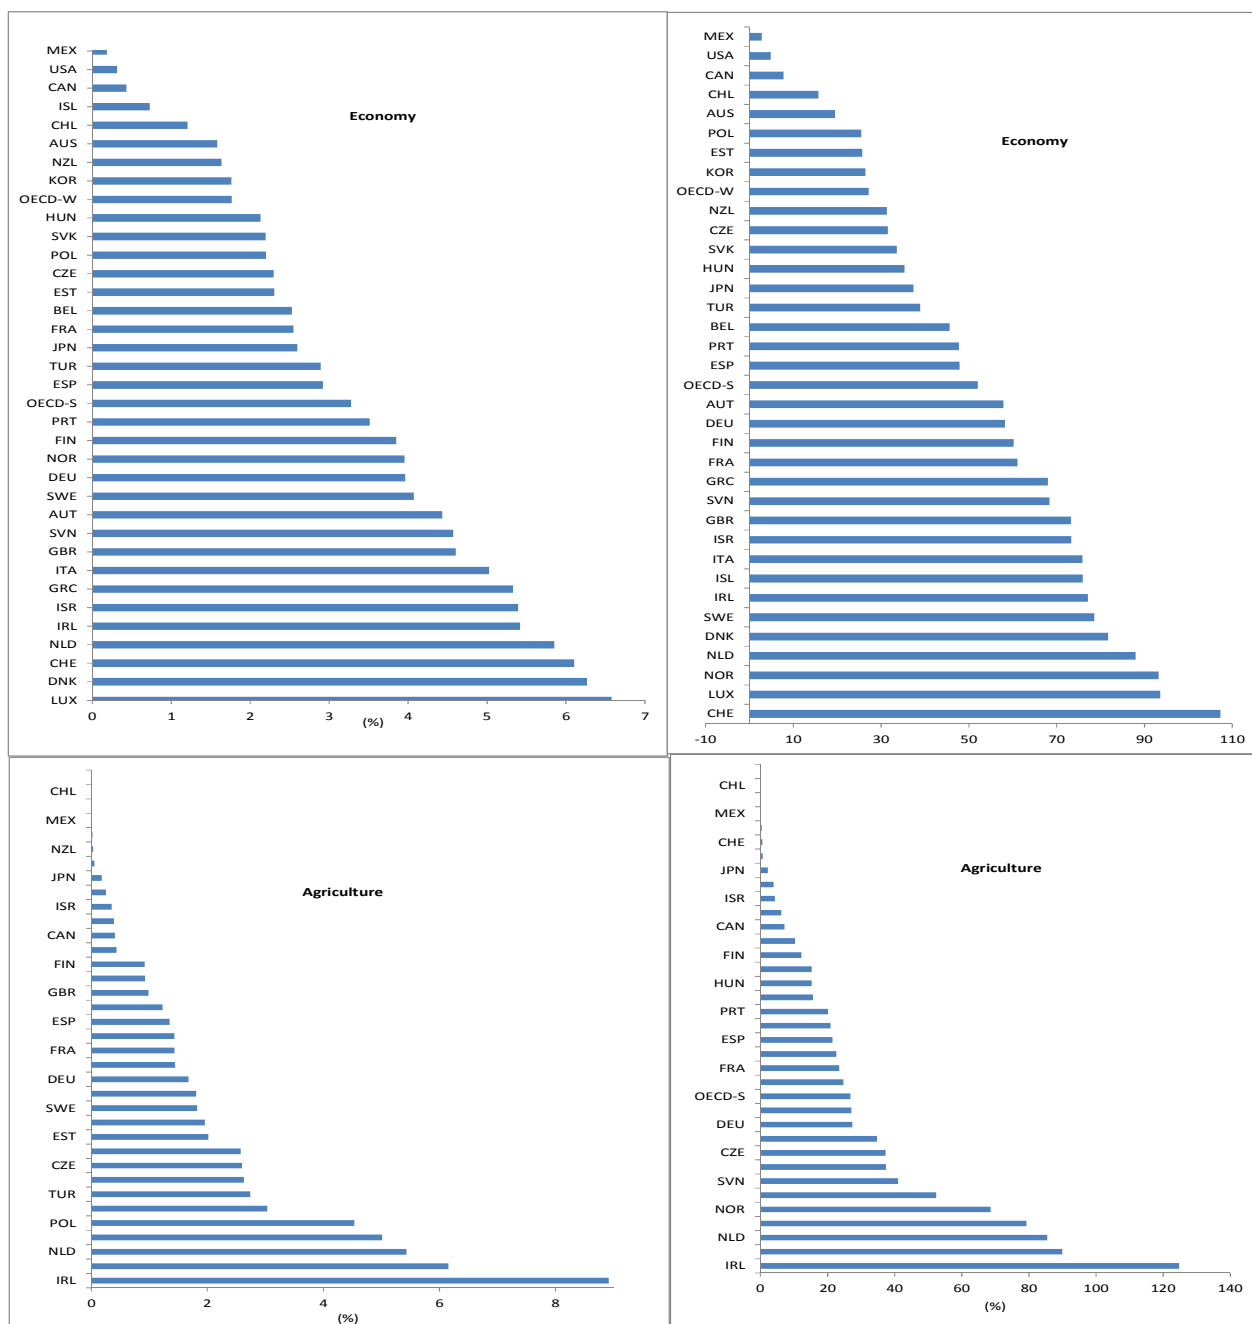 MEX
USA
CAN
ISL
CHL
AUS
NZL
KOR
OECD-W
HUN
SVK
POL
CZE
EST
BEL
FRA
JPN
TUR
ESP
OECD-S
PRT
FIN
NOR
DEU
SWE
AUT
SVN
GBR
ITA
GRC
ISR
IRL
NLD
CHE
DNK
LUX
Economy
0 1 2 3 4 5 6 7
(%)
MEX
USA
CAN
CHL
AUS
POL
EST
KOR
OECD-W
NZL
CZE
SVK
HUN
JPN
TUR
BEL
PRT
ESP
OECD-S
AUT
DEU
FIN
FRA
GRC
SVN
GBR
ISR
ITA
ISL
IRL
SWE
DNK
NLD
NOR
LUX
CHE
Economy
-10 10 30 50 70 90 110
CHL
MEX
NZL
JPN
ISR
CAN
FIN
GBR
ESP
FRA
DEU
SWE
EST
CZE
TUR
POL
NLD
IRL
Agriculture
0 2 4 6 8
(%)
CHL
MEX
CHE
JPN
ISR
CAN
FIN
HUN
PRT
ESP
FRA
OECD-S
DEU
CZE
SVN
NOR
NLD
IRL
Agriculture
0 20 40 60 80 100 120 140
(%)